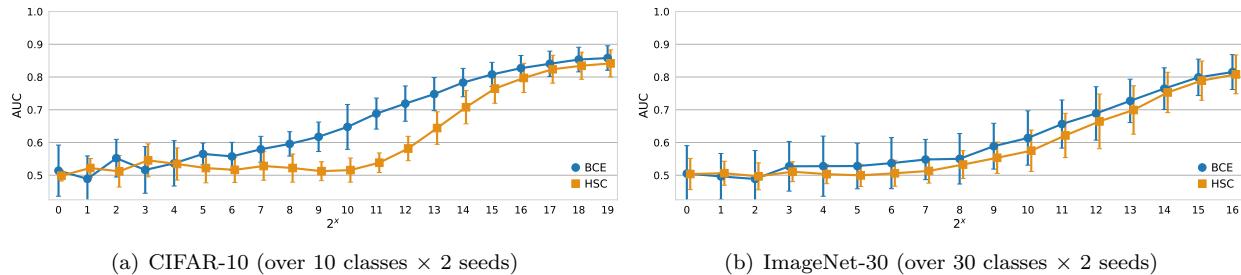 1.0
0.9
0.8
0.7
0.6
0.5
AUC
BCE
HSC
0 1 2 3 4 5 6 7 8 9 10 11 12 13 14 15 16 17 18 19
2^x
(a) CIFAR-10 (over 10 classes × 2 seeds)
1.0
0.9
0.8
0.7
0.6
0.5
AUC
BCE
HSC
0 1 2 3 4 5 6 7 8 9 10 11 12 13 14 15 16
2^x
(b) ImageNet-30 (over 30 classes × 2 seeds)